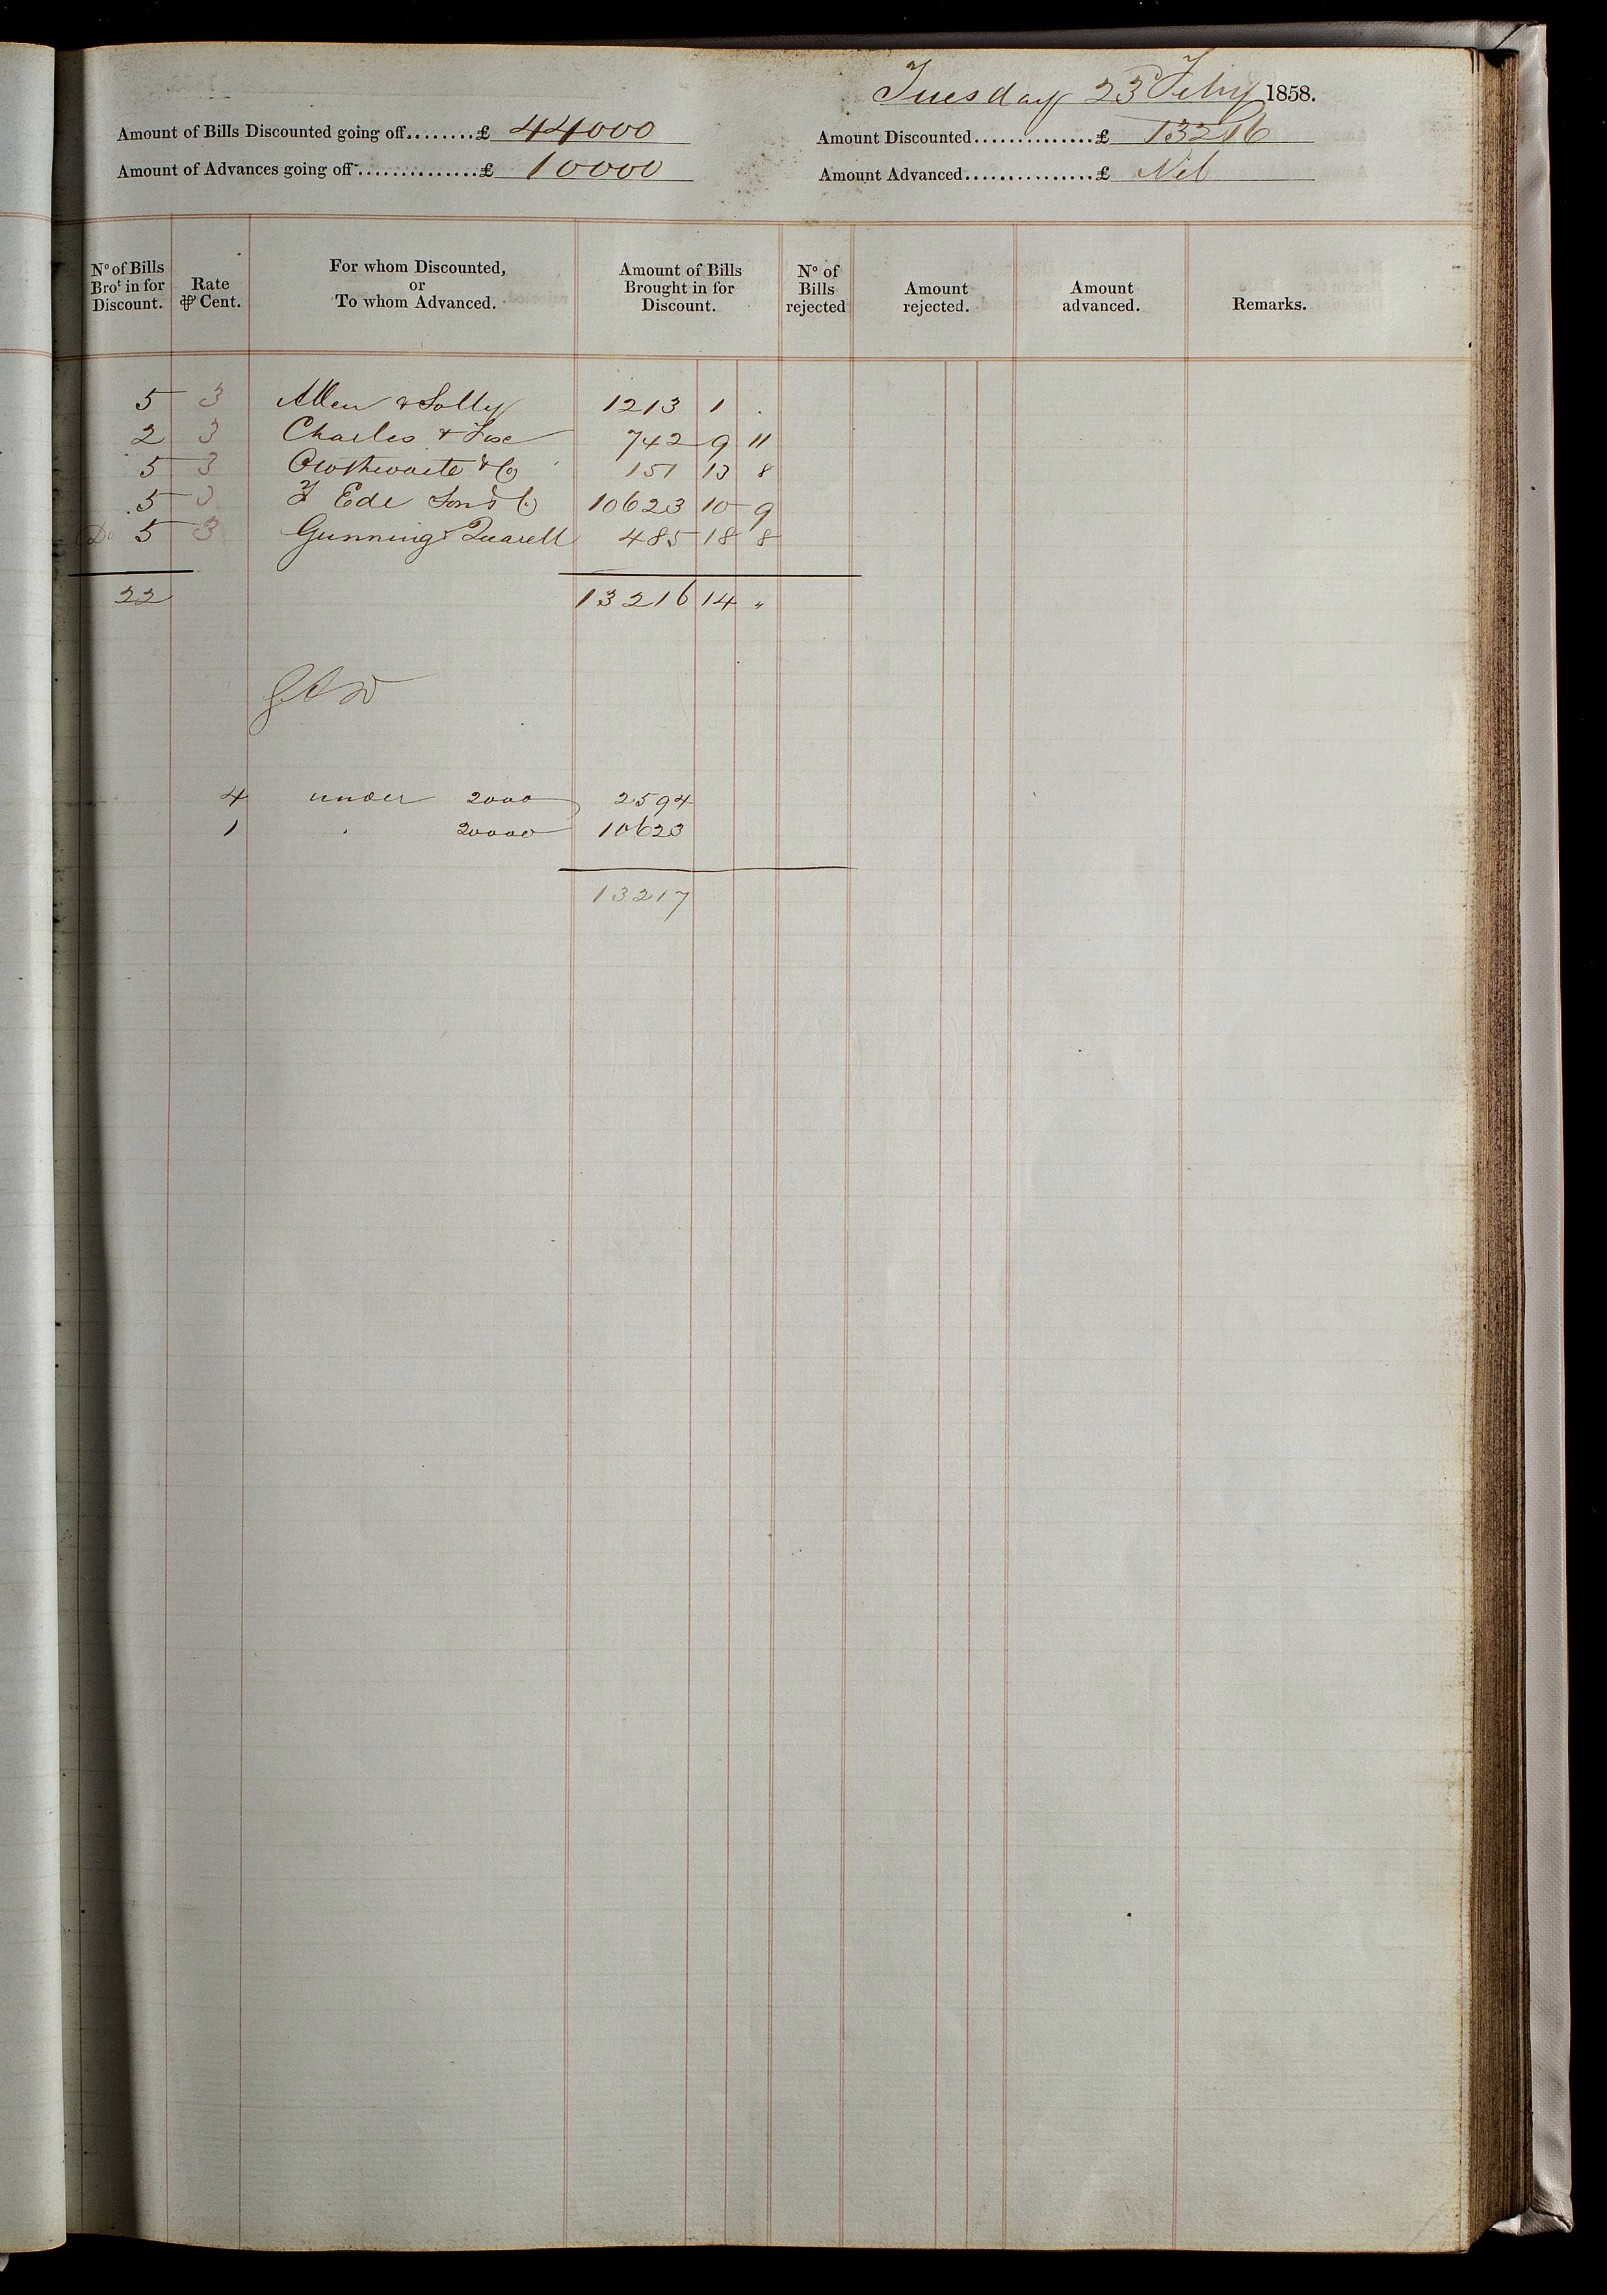 Tuesday 23 Feby 1858.
Amount of Bills Discounted going off........£ 44000
Amount Discounted..............£ 13216
Amount of Advances going off..............£ 10000
Amount Advanced...............£ Nil
Nº of Bills Broᵗ in for Discount.
Rate ⅌ Cent.
For whom Discounted, or To whom Advanced.
Amount of Bills Brought in for Discount.
Nº of Bills rejected
Amount rejected.
Amount advanced.
Remarks.
5 3 Allen & Solly 1213 1 .
2 3 Charles & Fox 742 9 11
5 3 & Co 151 13 8
5 3 F Ede Son & Co 10623 10 9
Do 5 3 Gunning & Quarell 485 18 8
22 13216 14 "
4 under 2000 2594
1 " 20000 10623
13217